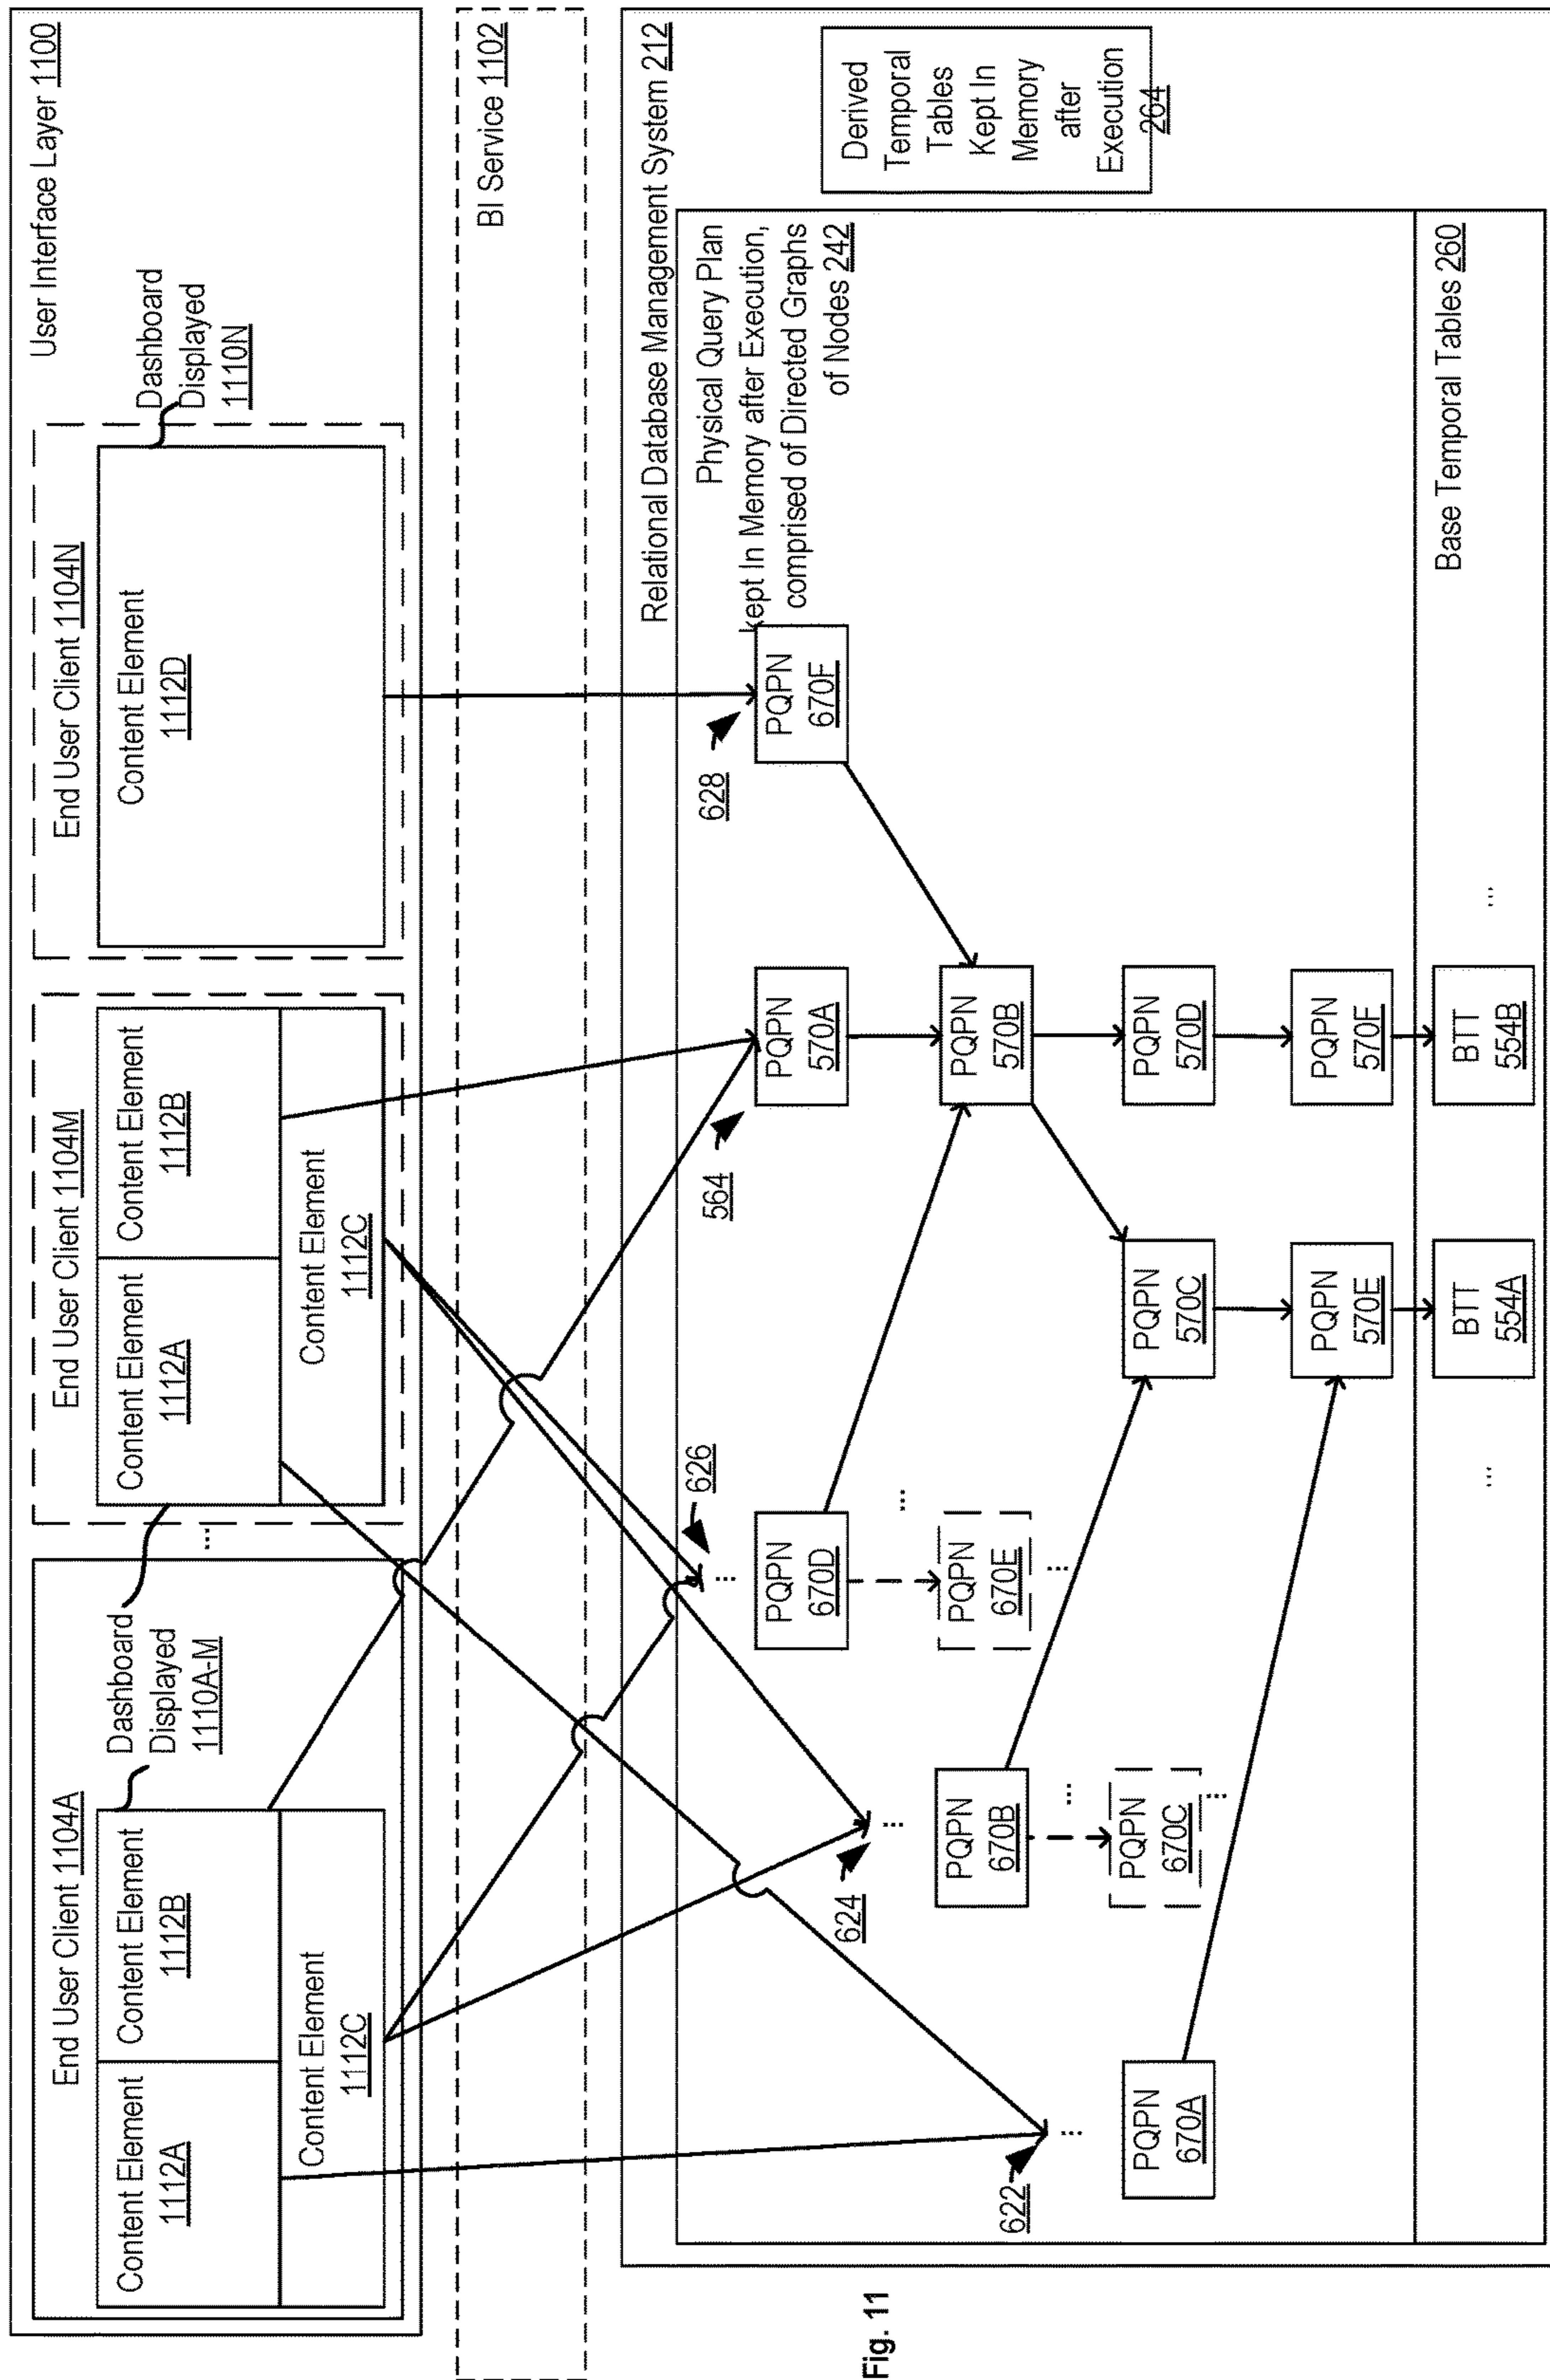 User Interface Layer 1100
End User Client 1104A
Content Element
1112A
Content Element
1112B
Content Element
1112C
Dashboard
Displayed
1110A-M
...
End User Client 1104M
Content Element
1112A
Content Element
1112B
Content Element
1112C
End User Client 1104N
Content Element
1112D
Dashboard
Displayed
1110N
BI Service 1102
Relational Database Management System 212
Physical Query Plan
Kept In Memory after Execution,
comprised of Directed Graphs
of Nodes 242
Derived
Temporal
Tables
Kept In
Memory
after
Execution
264
622
...
PQPN
670A
624
...
PQPN
670B
...
PQPN
670C
...
626
...
PQPN
670D
...
PQPN
670E
...
564
PQPN
570A
628
PQPN
670F
PQPN
570B
PQPN
570C
PQPN
570D
PQPN
570E
PQPN
570F
Base Temporal Tables 260
...
BTT
554A
BTT
554B
...
Fig. 11